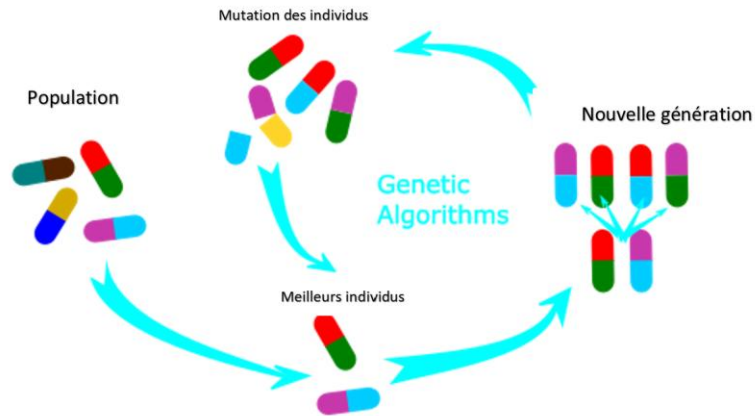 Mutation des individus
Population
Nouvelle génération
Genetic
Algorithms
Meilleurs individus